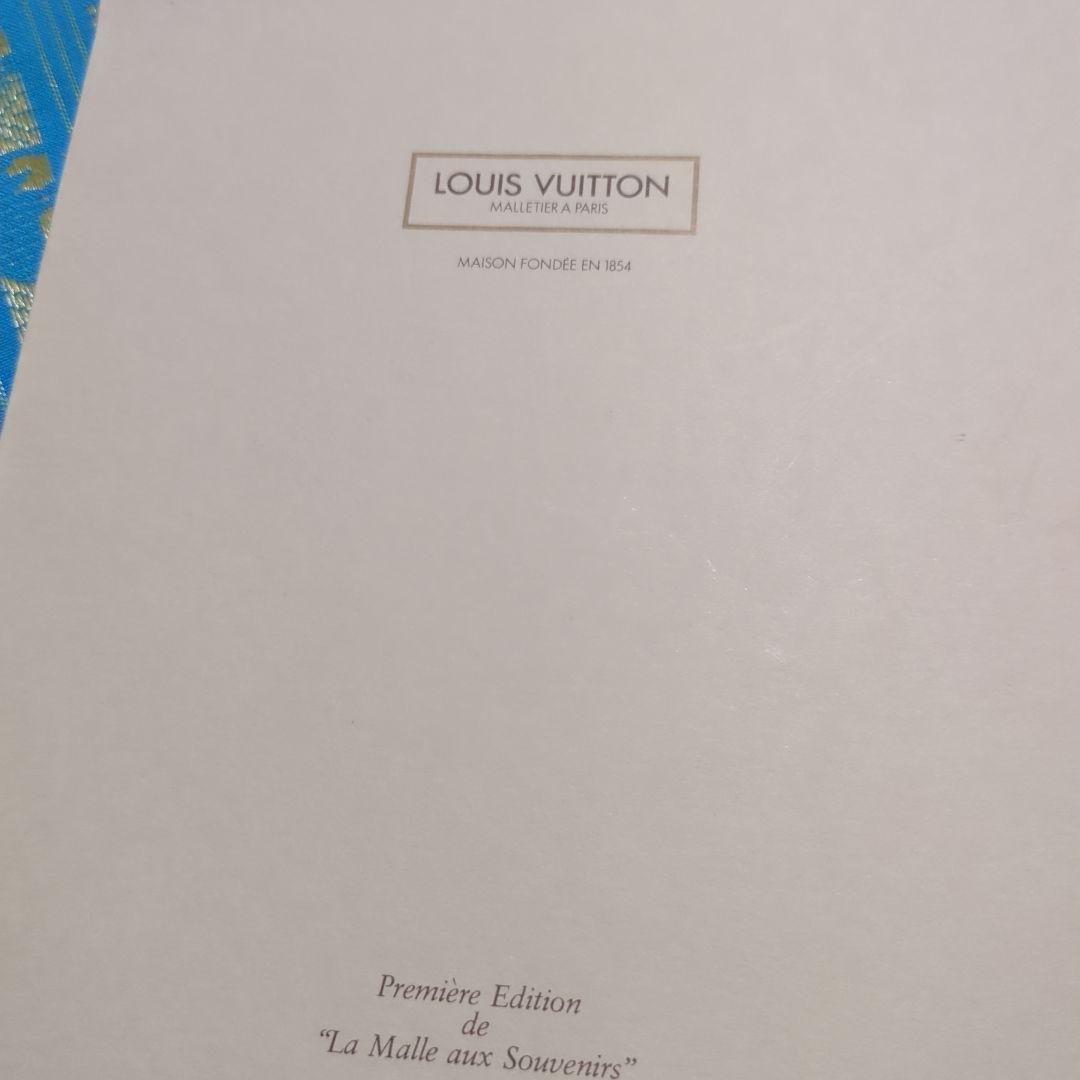 LOUIS VUITTON
MALLETIER A PARIS
MAISON FONDÉE EN 1854
Première Edition
de
“La Malle aux Souvenirs”